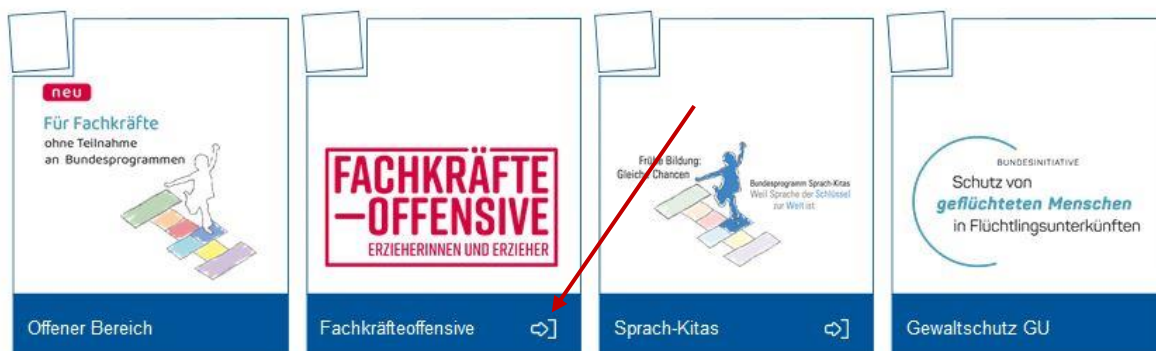 neu
Für Fachkräfte
ohne Teilnahme
an Bundesprogrammen
Offener Bereich
FACHKRÄFTE
—OFFENSIVE
ERZIEHERINNEN UND ERZIEHER
Fachkräfteoffensive
Frühe Bildung:
Gleiche Chancen
Bundesprogramm Sprach-Kitas
Weil Sprache der Schlüssel
zur Welt ist
Sprach-Kitas
BUNDESINITIATIVE
Schutz von
geflüchteten Menschen
in Flüchtlingsunterkünften
Gewaltschutz GU